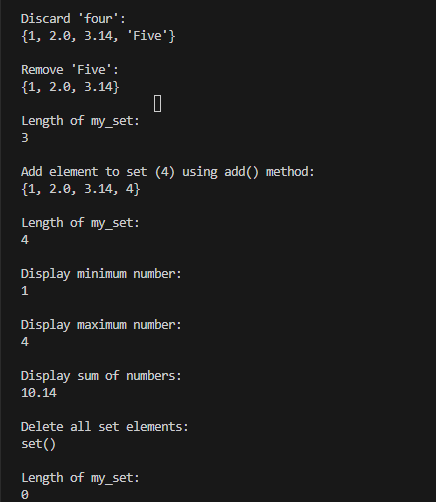 Discard 'four':
{1, 2.0, 3.14, 'Five'}
Remove 'Five':
{1, 2.0, 3.14}
Length of my_set:
3
Add element to set (4) using add() method:
{1, 2.0, 3.14, 4}
Length of my_set:
4
Display minimum number:
1
Display maximum number:
4
Display sum of numbers:
10.14
Delete all set elements:
set()
Length of my_set:
0